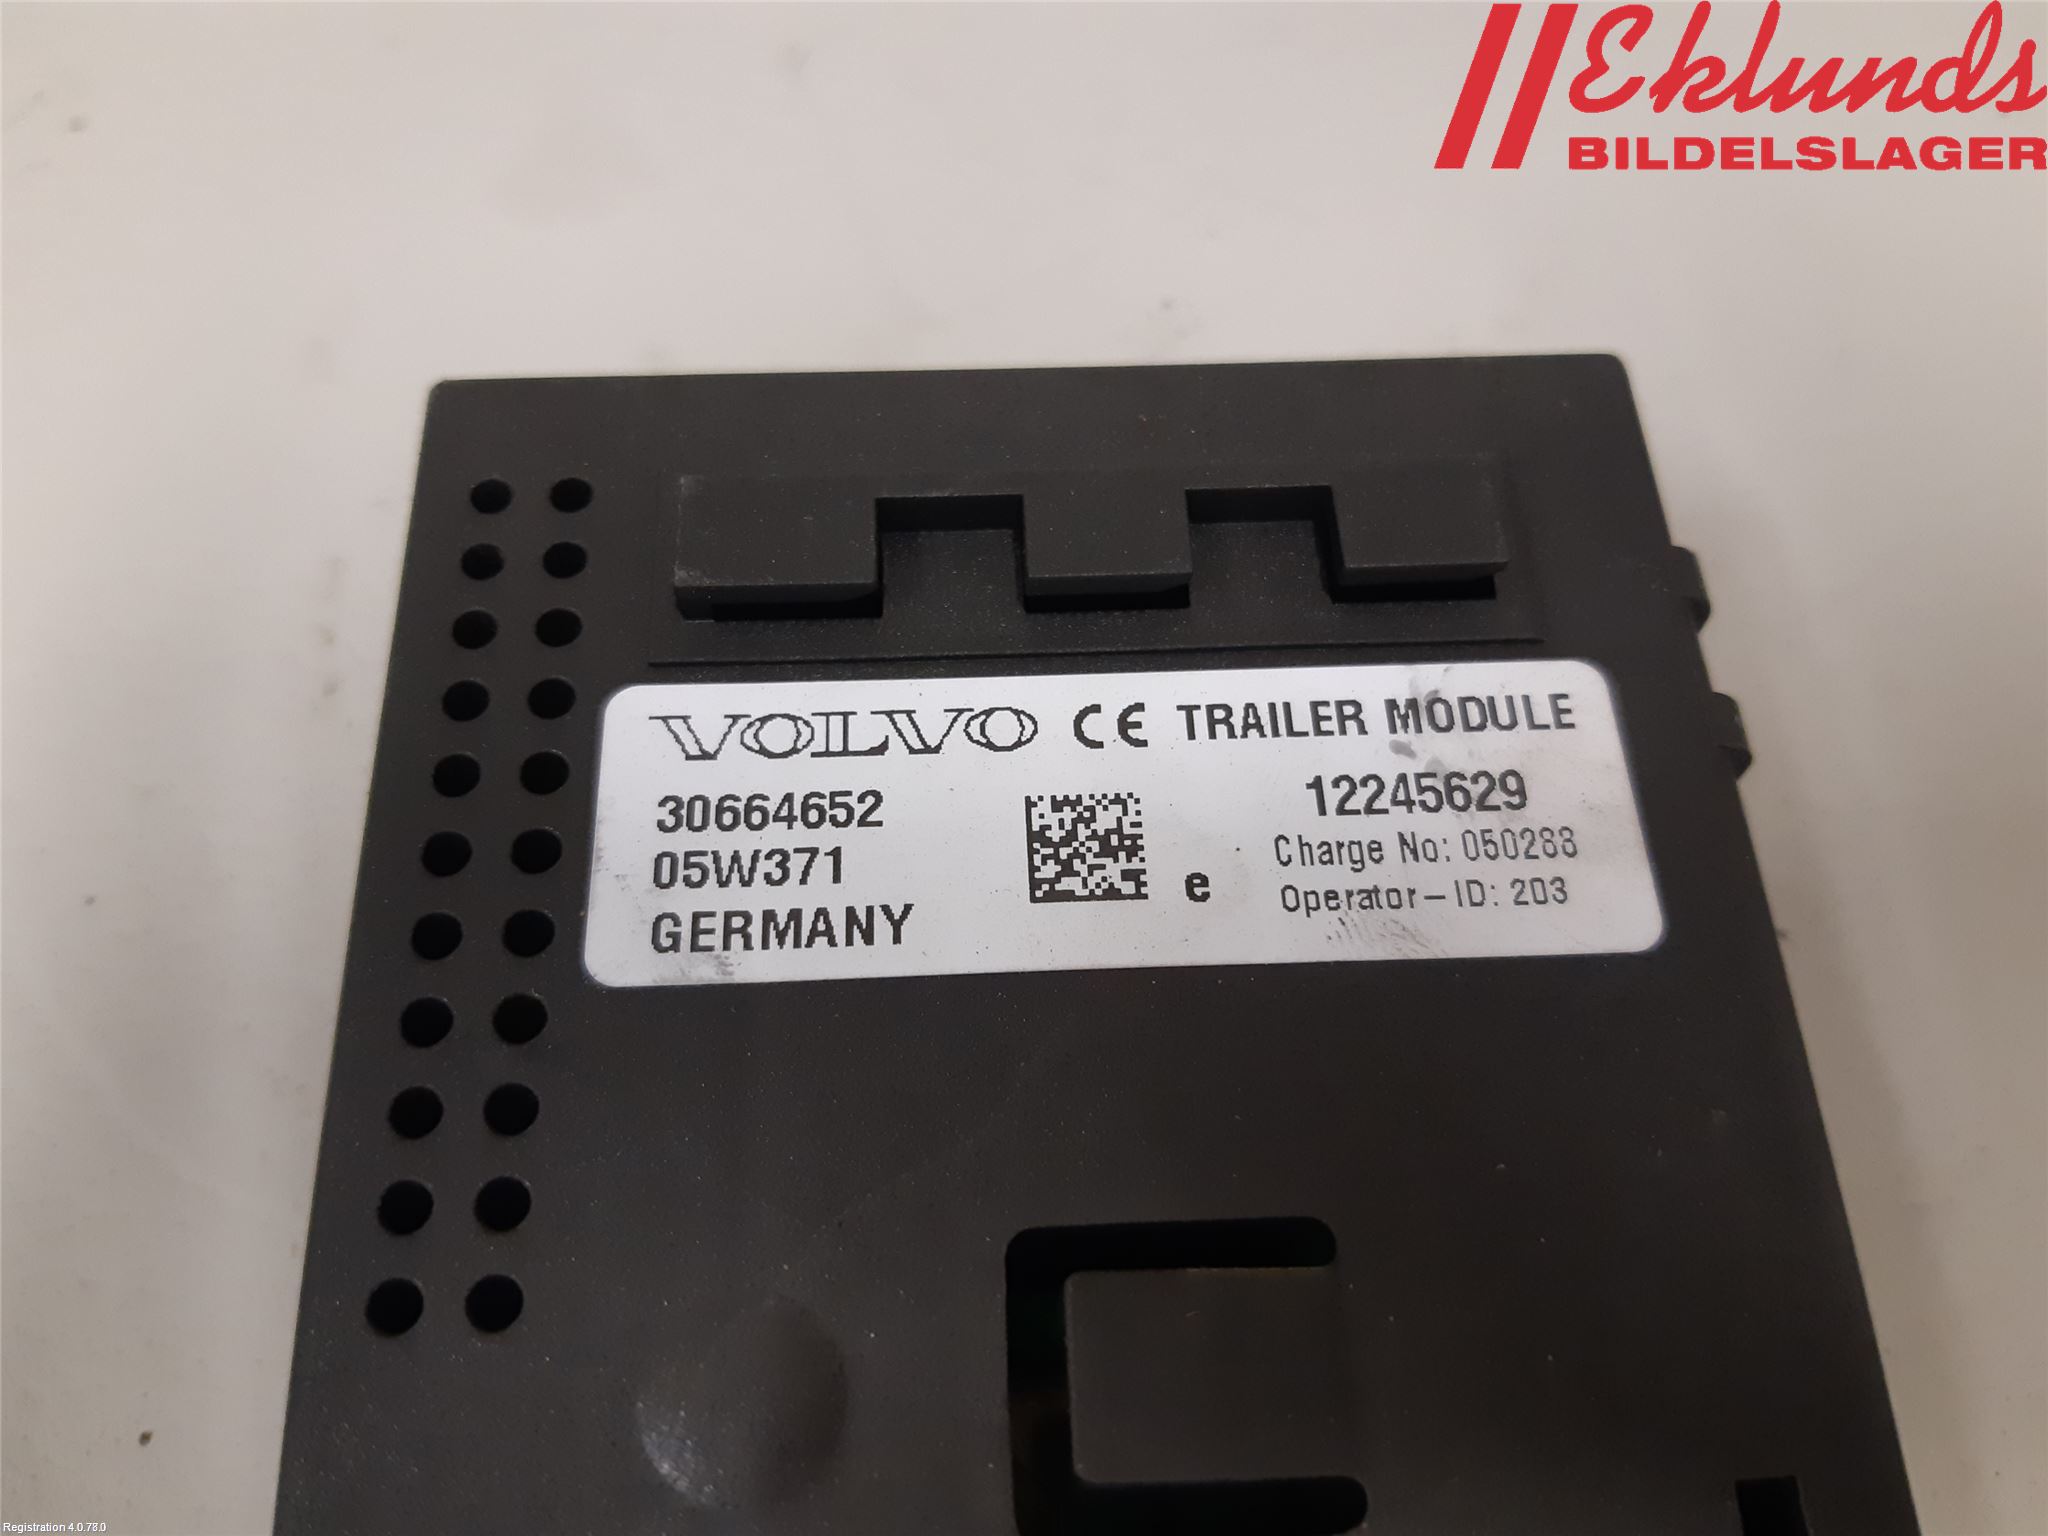 Eklunds
BILDELSLAGER
VOLVO CE TRAILER MODULE
30664652
05W371
GERMANY
e
12245629
Charge No: 050288
Operator-ID: 203
Registration 4.0.78.0